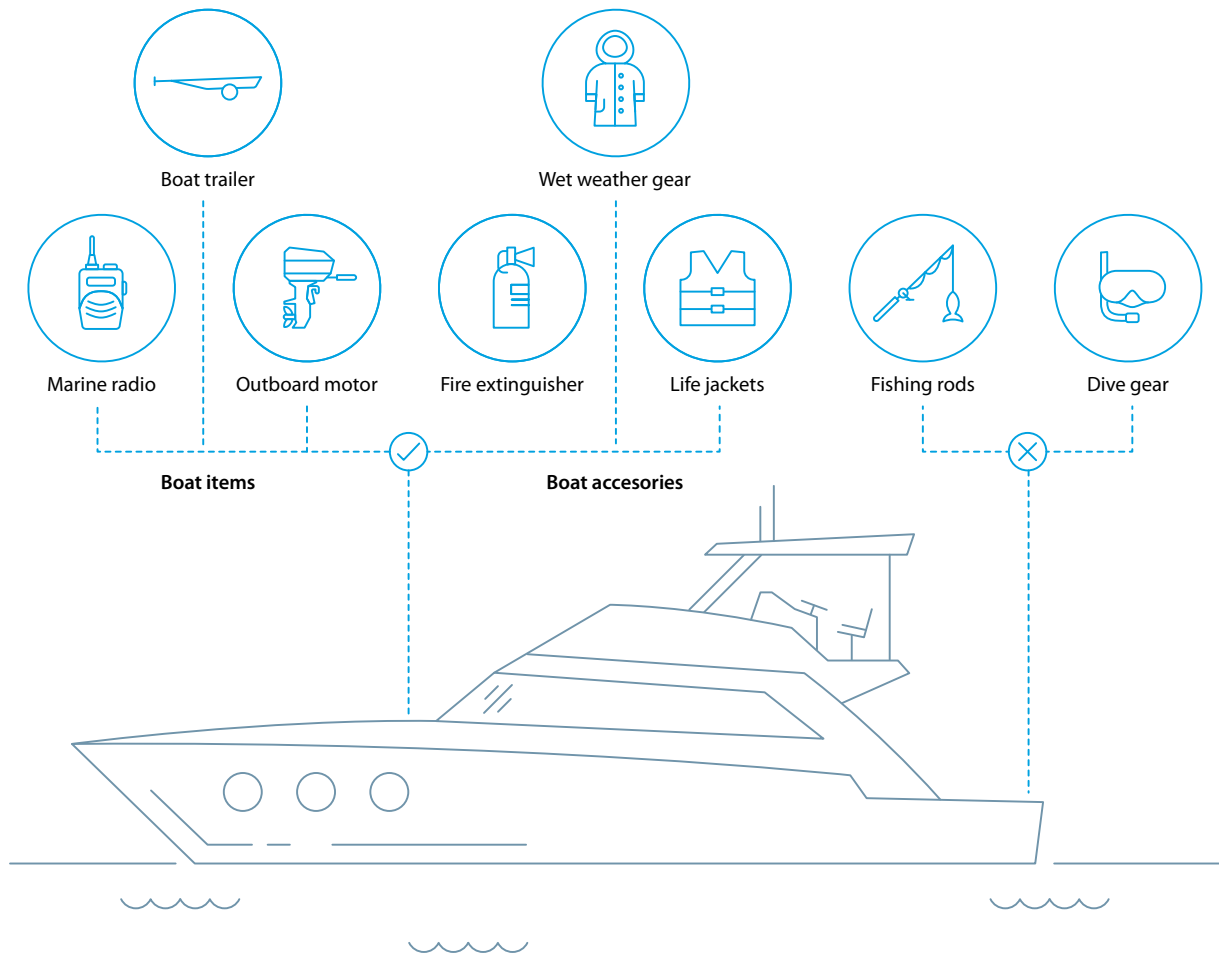 Boat trailer
Wet weather gear
Marine radio
Outboard motor
Fire extinguisher
Life jackets
Fishing rods
Dive gear
Boat items
Boat accesories